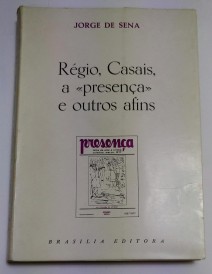 JORGE DE SENA
Régio, Casais,
a «presença»
e outros afins
presença
BRASÍLIA EDITORA